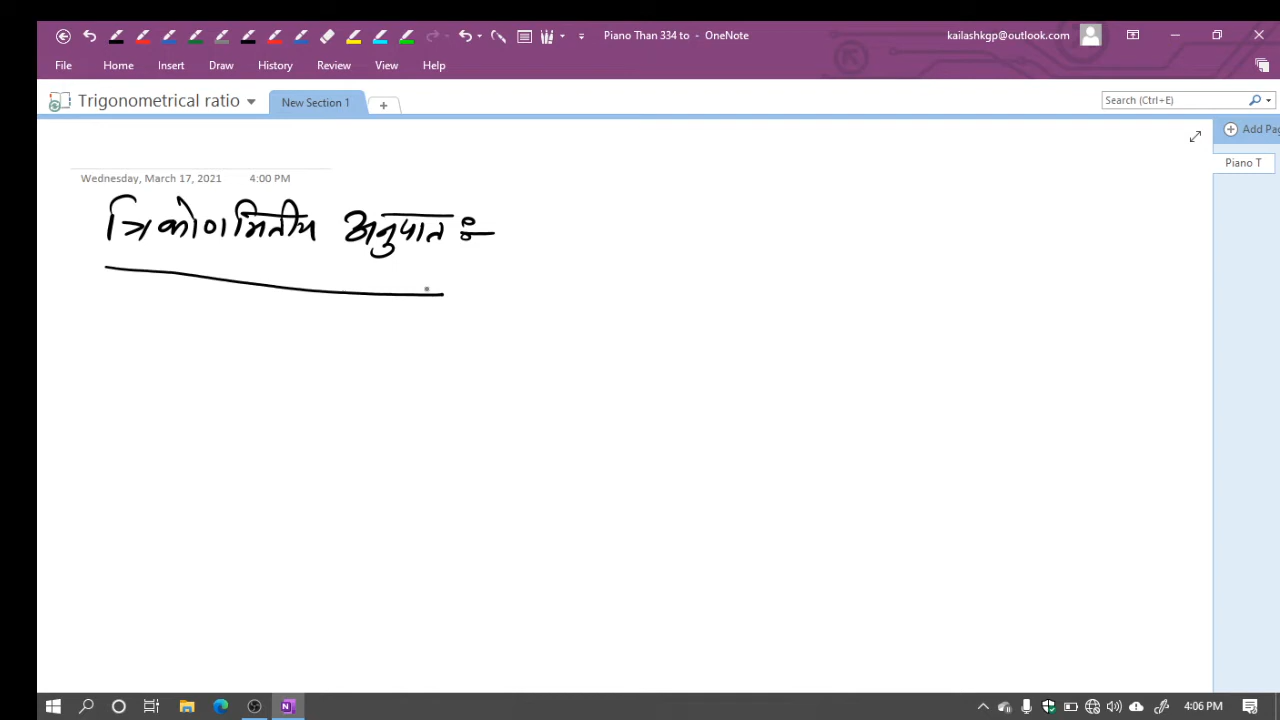 Piano Than 334 to - OneNote
kailashkgp@outlook.com
File Home Insert Draw History Review View Help
Trigonometrical ratio New Section 1
Search (Ctrl+E)
Add Pag
Wednesday, March 17, 2021 4:00 PM
Piano T
त्रिकोणमितीय अनुपात :-
4:06 PM